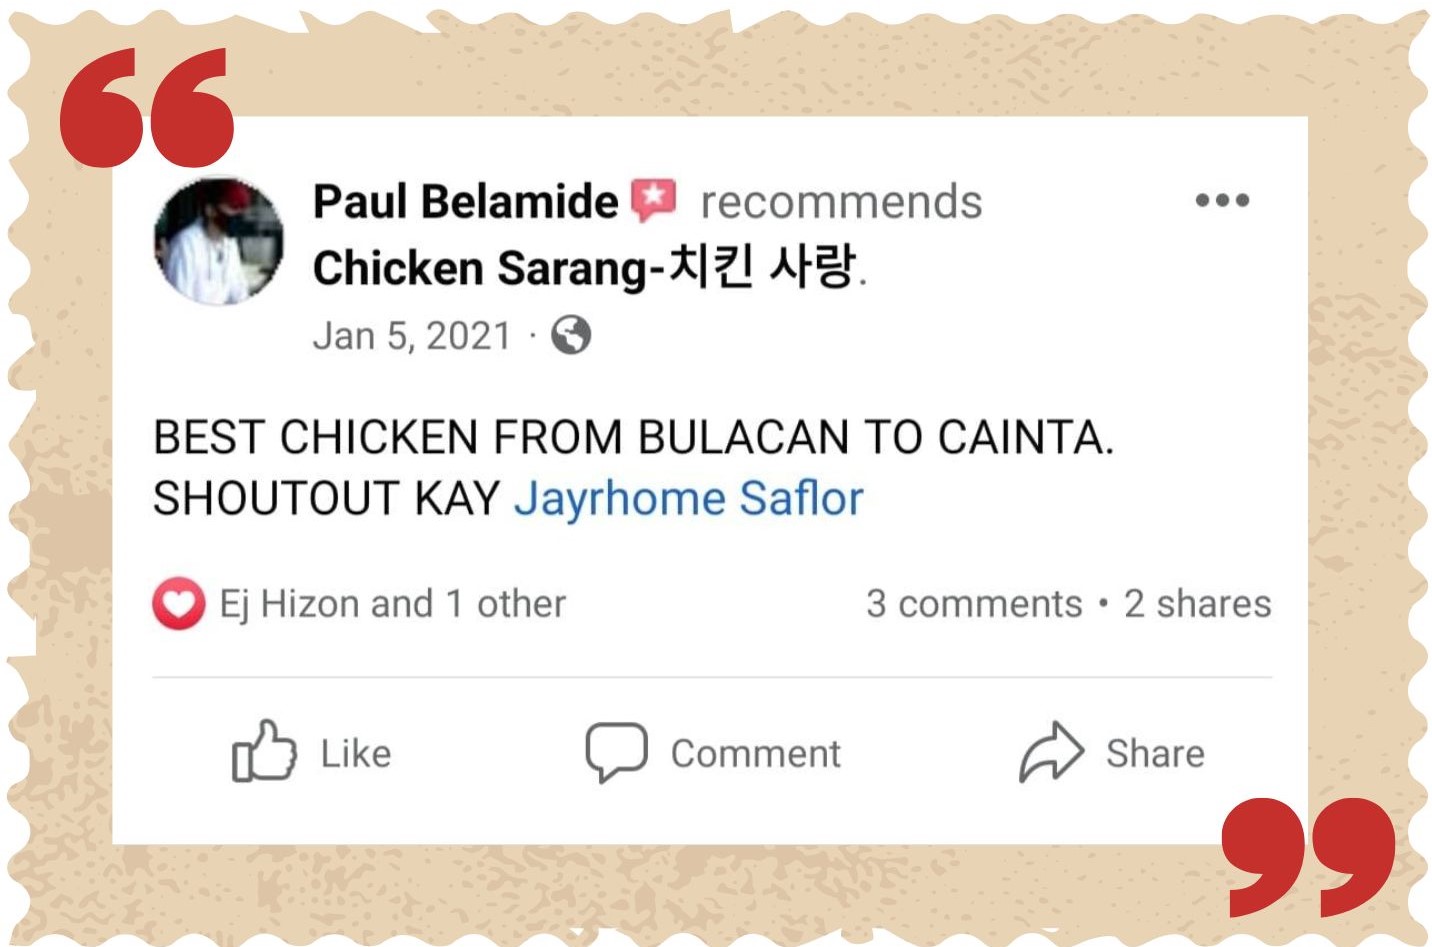 Paul Belamide recommends
Chicken Sarang-치킨 사랑.
Jan 5, 2021 ·
BEST CHICKEN FROM BULACAN TO CAINTA.
SHOUTOUT KAY Jayrhome Saflor
Ej Hizon and 1 other 3 comments • 2 shares
Like Comment Share